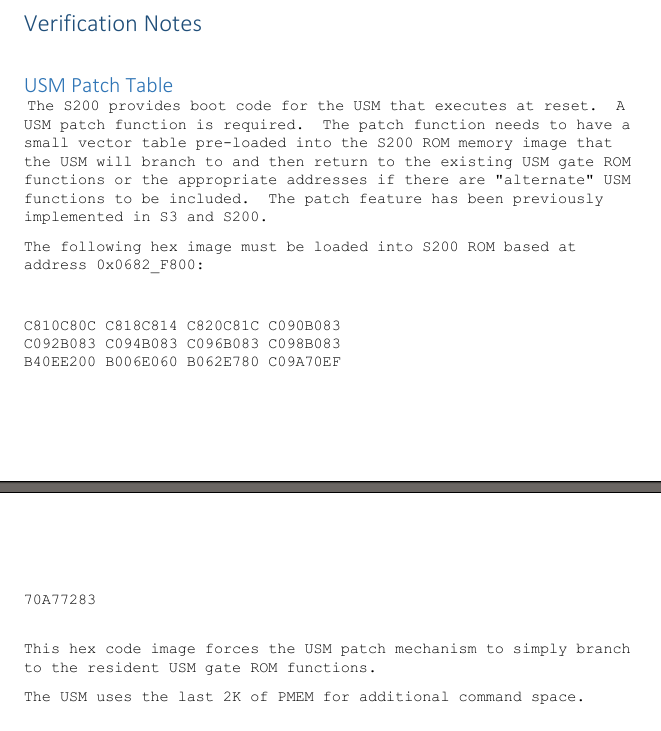 Verification Notes
USM Patch Table
The S200 provides boot code for the USM that executes at reset.  A
USM patch function is required.  The patch function needs to have a
small vector table pre-loaded into the S200 ROM memory image that
the USM will branch to and then return to the existing USM gate ROM
functions or the appropriate addresses if there are "alternate" USM
functions to be included.  The patch feature has been previously
implemented in S3 and S200.
The following hex image must be loaded into S200 ROM based at
address 0x0682_F800:
C810C80C C818C814 C820C81C C090B083
C092B083 C094B083 C096B083 C098B083
B40EE200 B006E060 B062E780 C09A70EF
70A77283
This hex code image forces the USM patch mechanism to simply branch
to the resident USM gate ROM functions.
The USM uses the last 2K of PMEM for additional command space.